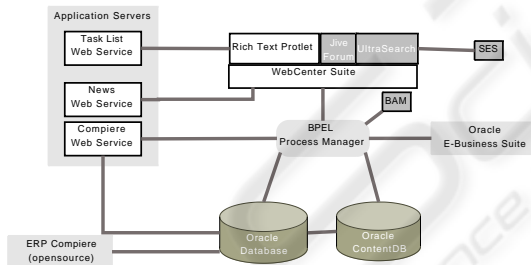 Application Servers
Task List
Web Service
Rich Text Protlet
Jive
Forum
UltraSearch
SES
WebCenter Suite
News
Web Service
BAM
Compiere
Web Service
BPEL
Process Manager
Oracle
E-Business Suite
Oracle
Database
Oracle
ContentDB
ERP Compiere
(opensource)